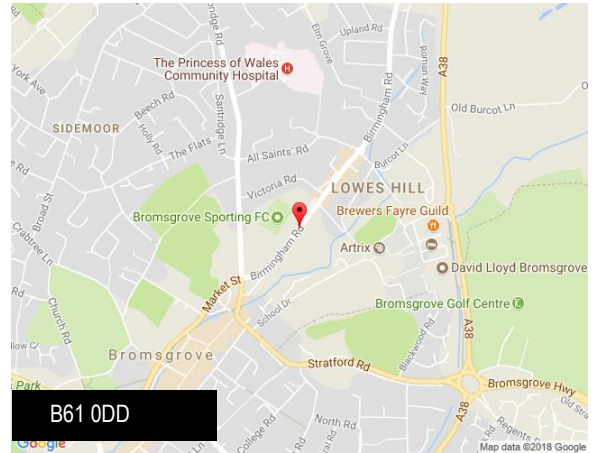 Upland Rd
Elm Grove
The Princess of Wales
Community Hospital
H
Roman Way
A38
Old Burcot Ln
York Ave
Beech Rd
SIDEMOOR
Holly Rd
Santridge Ln
The Flats
All Saints' Rd
Birmingham Rd
Burcot Ln
Victoria Rd
LOWES HILL
Broad St
Crabtree Ln
Bromsgrove Sporting FC
Brewers Fayre Guild
Artrix
Birmingham Rd
David Lloyd Bromsgrove
Market St
School Dr
Bromsgrove Golf Centre
Church Rd
A38
Blackwood Rd
Bromsgrove
Stratford Rd
Bromsgrove Hwy
Park
A38
B61 0DD
North Rd
College Rd
Google
Map data ©2018 Google